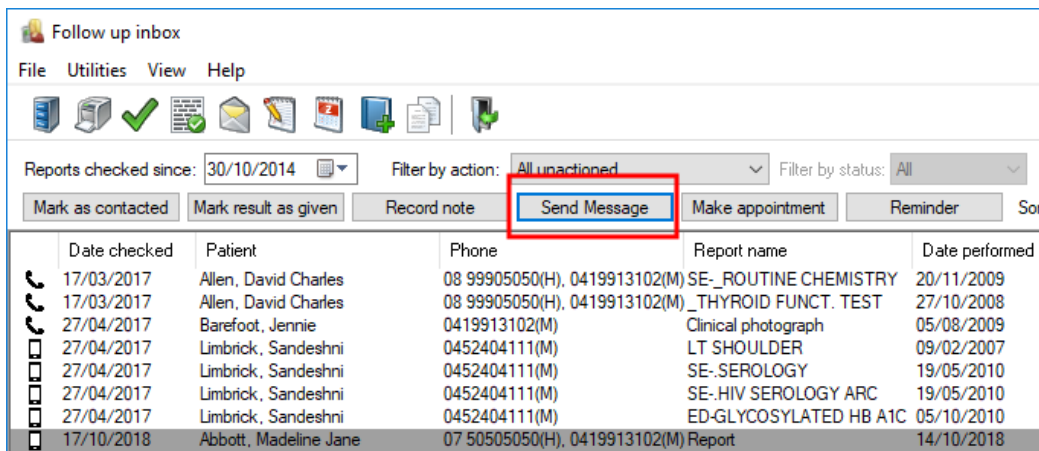 Follow up inbox
File Utilities View Help
Reports checked since: 30/10/2014 Filter by action: All unactioned Filter by status: All
Mark as contacted Mark result as given Record note Send Message Make appointment Reminder
Date checked Patient Phone Report name Date performed
17/03/2017 Allen, David Charles 08 99905050(H), 0419913102(M) SE-_ROUTINE CHEMISTRY 20/11/2009
17/03/2017 Allen, David Charles 08 99905050(H), 0419913102(M) _THYROID FUNCT. TEST 27/10/2008
27/04/2017 Barefoot, Jennie 0419913102(M) Clinical photograph 05/08/2009
27/04/2017 Limbrick, Sandeshni 0452404111(M) LT SHOULDER 09/02/2007
27/04/2017 Limbrick, Sandeshni 0452404111(M) SE-.SEROLOGY 19/05/2010
27/04/2017 Limbrick, Sandeshni 0452404111(M) SE-.HIV SEROLOGY ARC 19/05/2010
27/04/2017 Limbrick, Sandeshni 0452404111(M) ED-GLYCOSYLATED HB A1C 05/10/2010
17/10/2018 Abbott, Madeline Jane 07 50505050(H), 0419913102(M) Report 14/10/2018